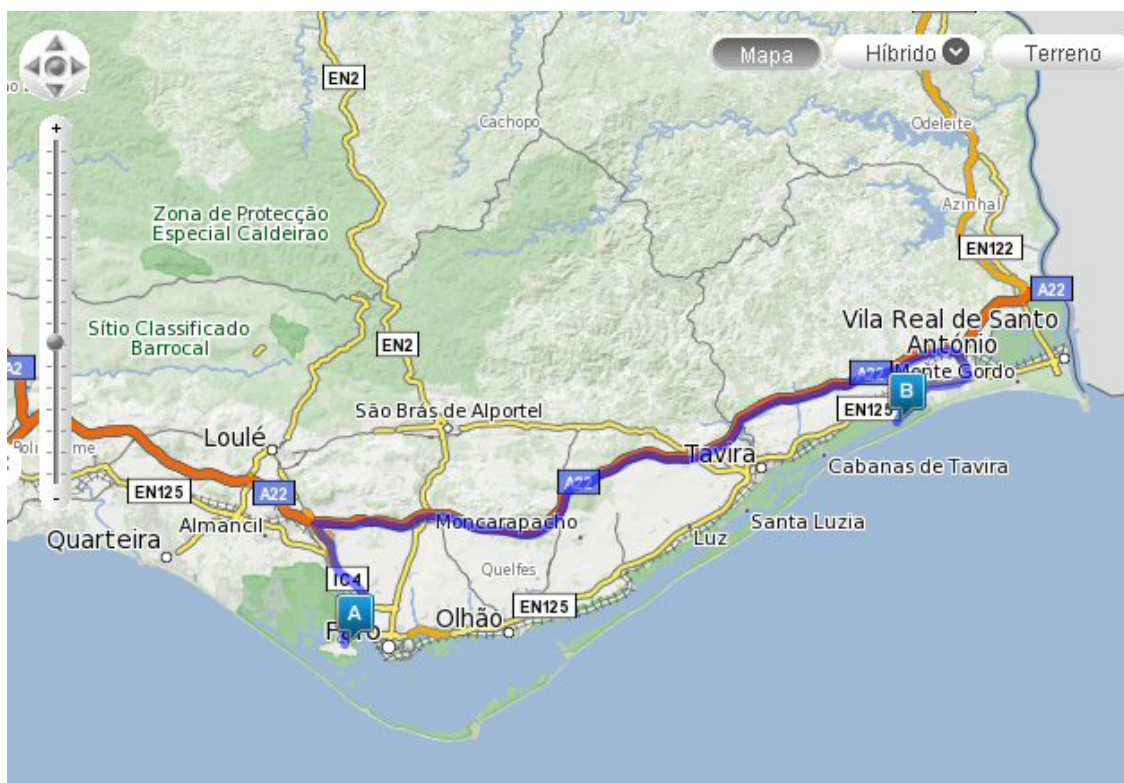 Mapa
Híbrido
Terreno
EN2
Cachopo
Odeleite
Zona de Protecção
Especial Caldeirao
Azinhal
EN122
A22
Sítio Classificado
Barrocal
EN2
Vila Real de Santo
António
A2
A22
Monte Gordo
B
São Brás de Alportel
EN125
Loulé
Tavira
Cabanas de Tavira
A22
EN125
A22
Almancil
Moncarapacho
Santa Luzia
Quarteira
Luz
Quelfes
IC4
EN125
A
Faro
Olhão